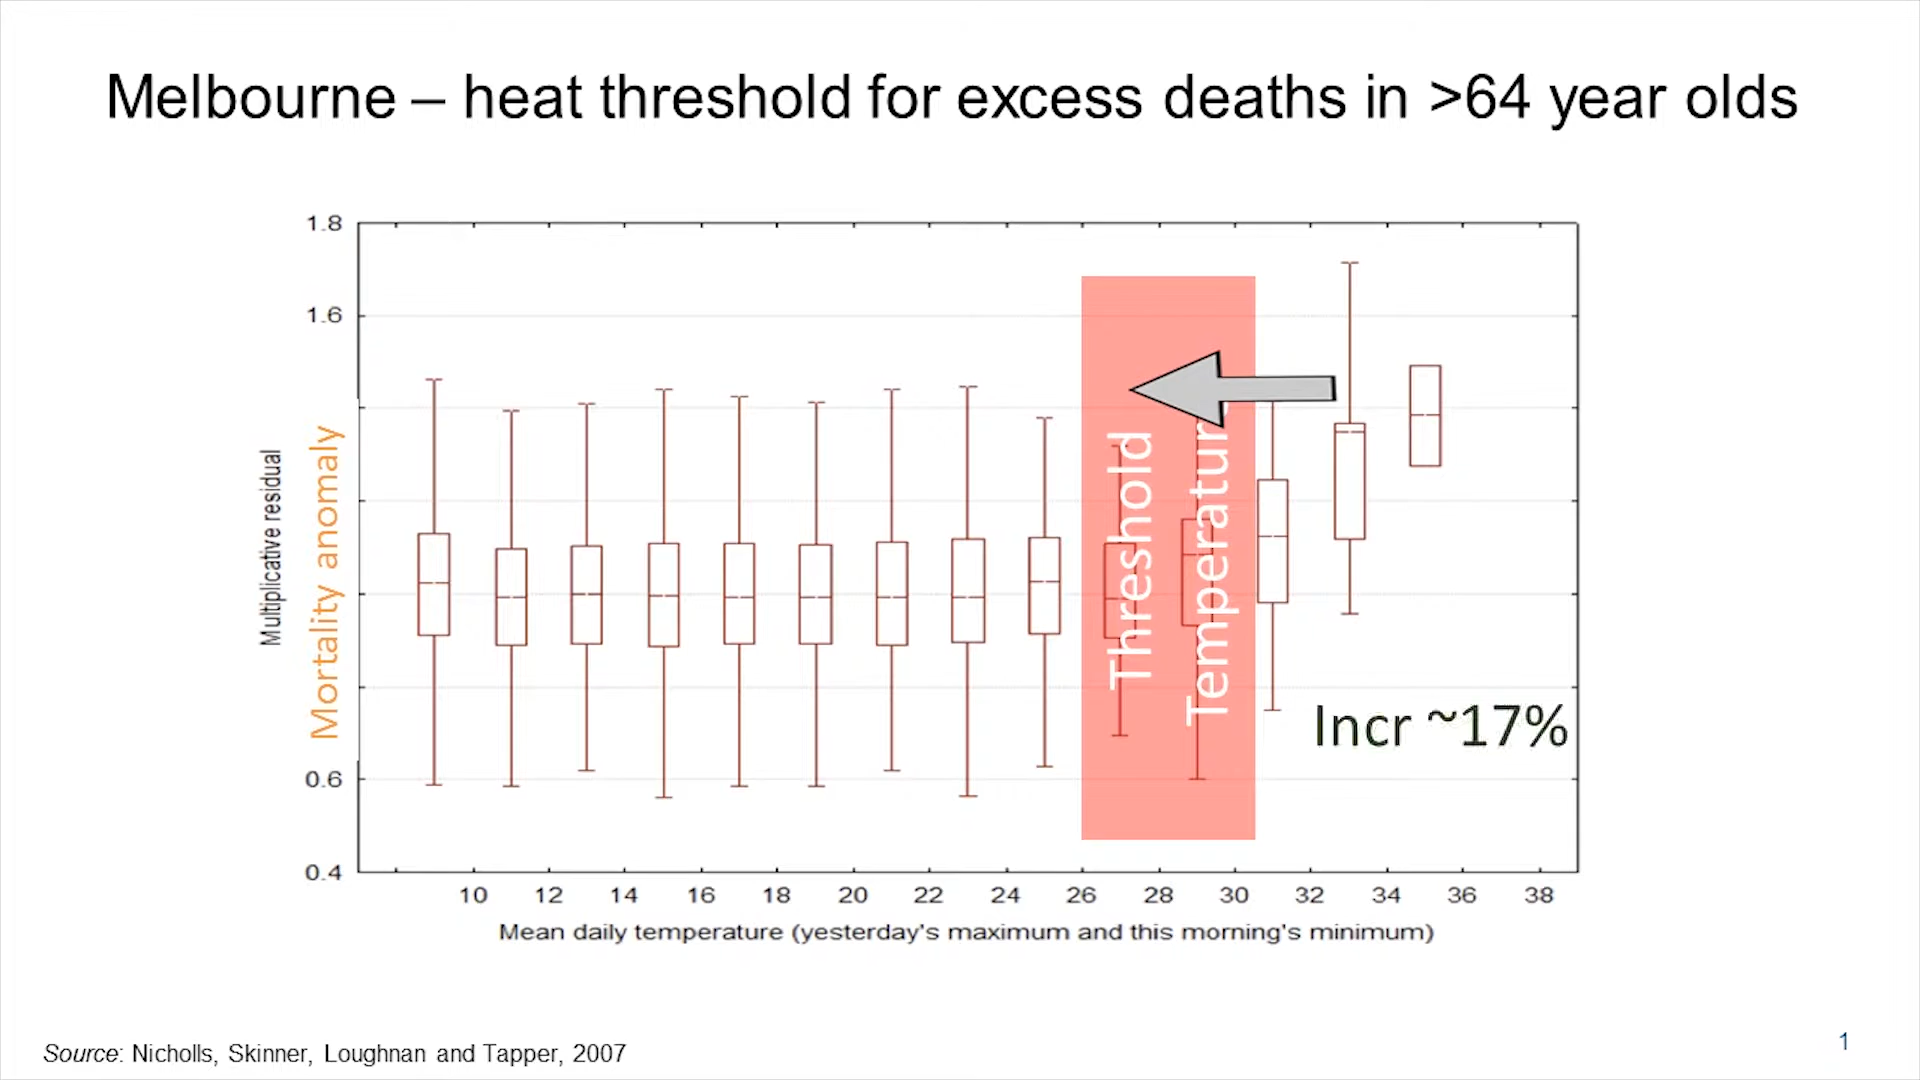 Melbourne – heat threshold for excess deaths in >64 year olds
1.8
1.6
0.6
0.4
Multiplicative residual
Mortality anomaly
Threshold
Temperatur
Incr ~17%
10 12 14 16 18 20 22 24 26 28 30 32 34 36 38
Mean daily temperature (yesterday's maximum and this morning's minimum)
Source: Nicholls, Skinner, Loughnan and Tapper, 2007
1